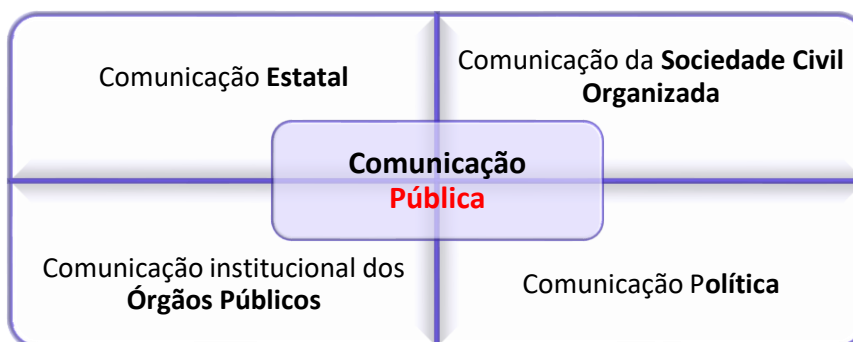 Comunicação Estatal
Comunicação da Sociedade Civil
Organizada
Comunicação
Pública
Comunicação institucional dos
Órgãos Públicos
Comunicação Política